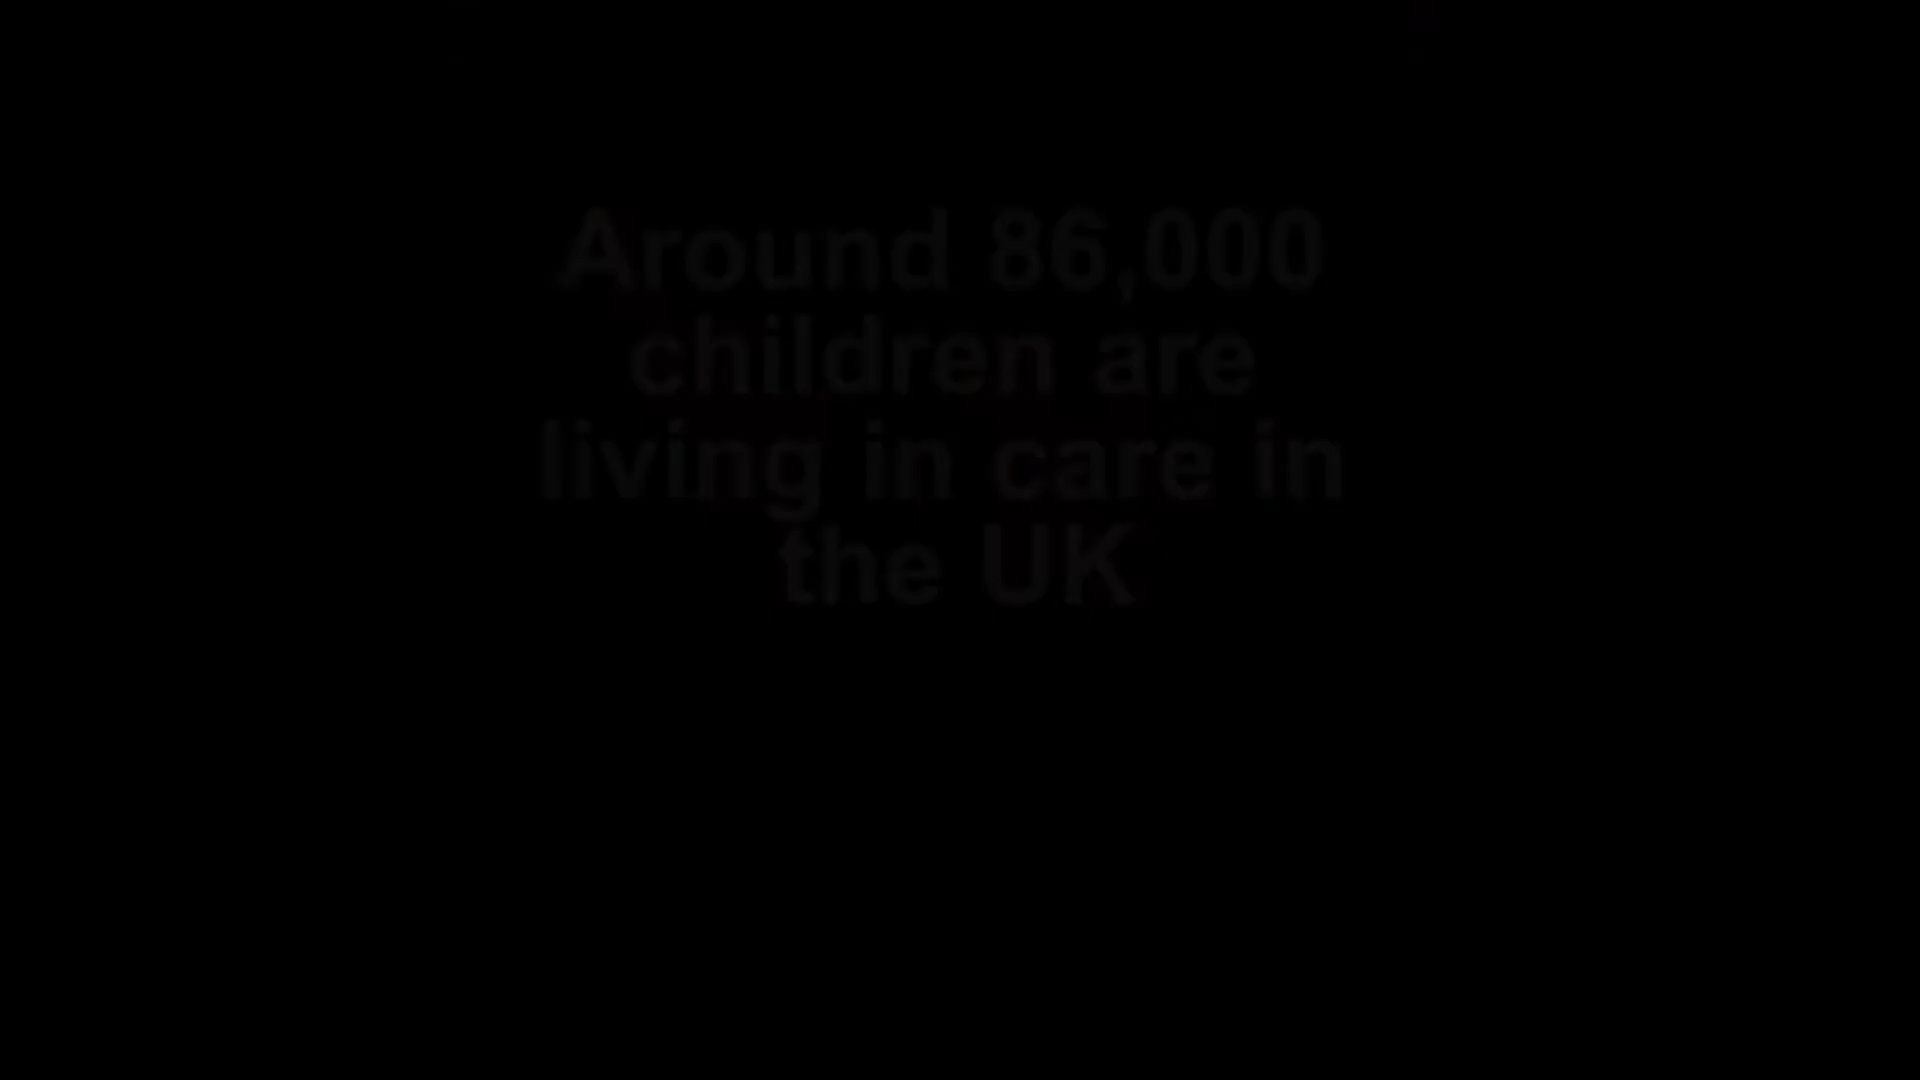 Around 86,000
children are
living in care in
the UK